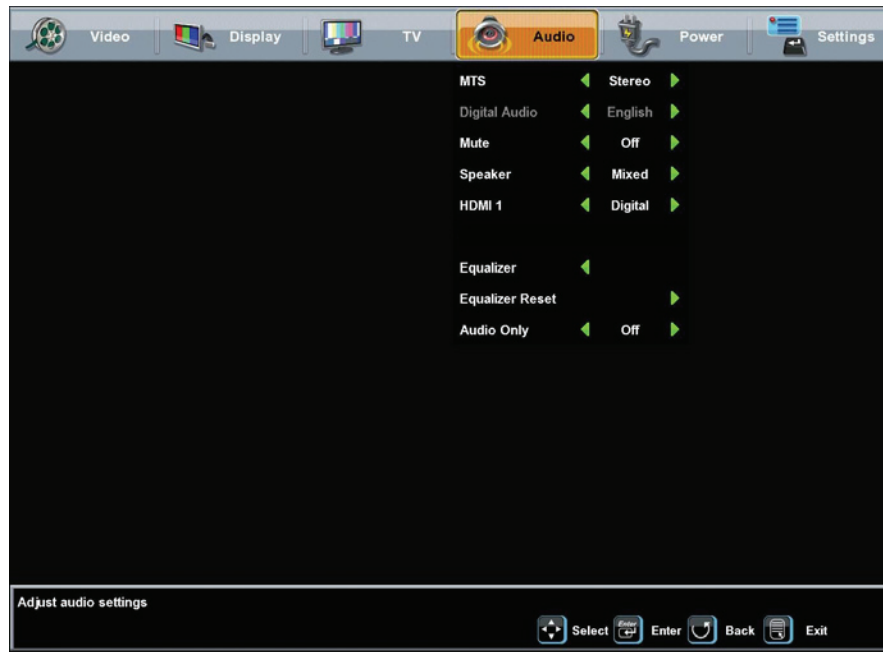 Video Display TV Audio Power Settings
MTS Stereo
Digital Audio English
Mute Off
Speaker Mixed
HDMI 1 Digital
Equalizer
Equalizer Reset
Audio Only Off
Adjust audio settings
Select Enter Enter Back Exit